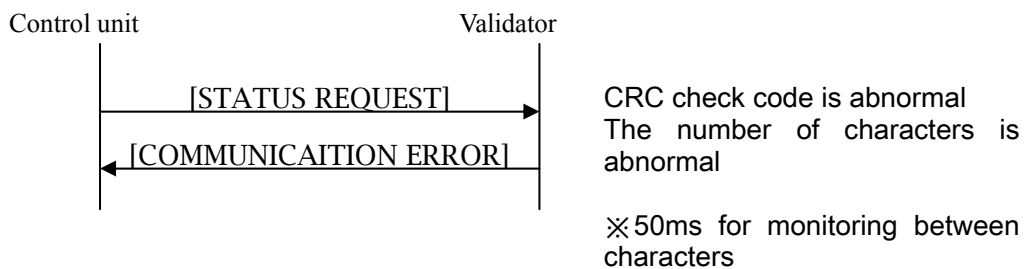 Control unit
Validator
[STATUS REQUEST]
[COMMUNICAITION ERROR]
CRC check code is abnormal
The number of characters is
abnormal
※50ms for monitoring between
characters